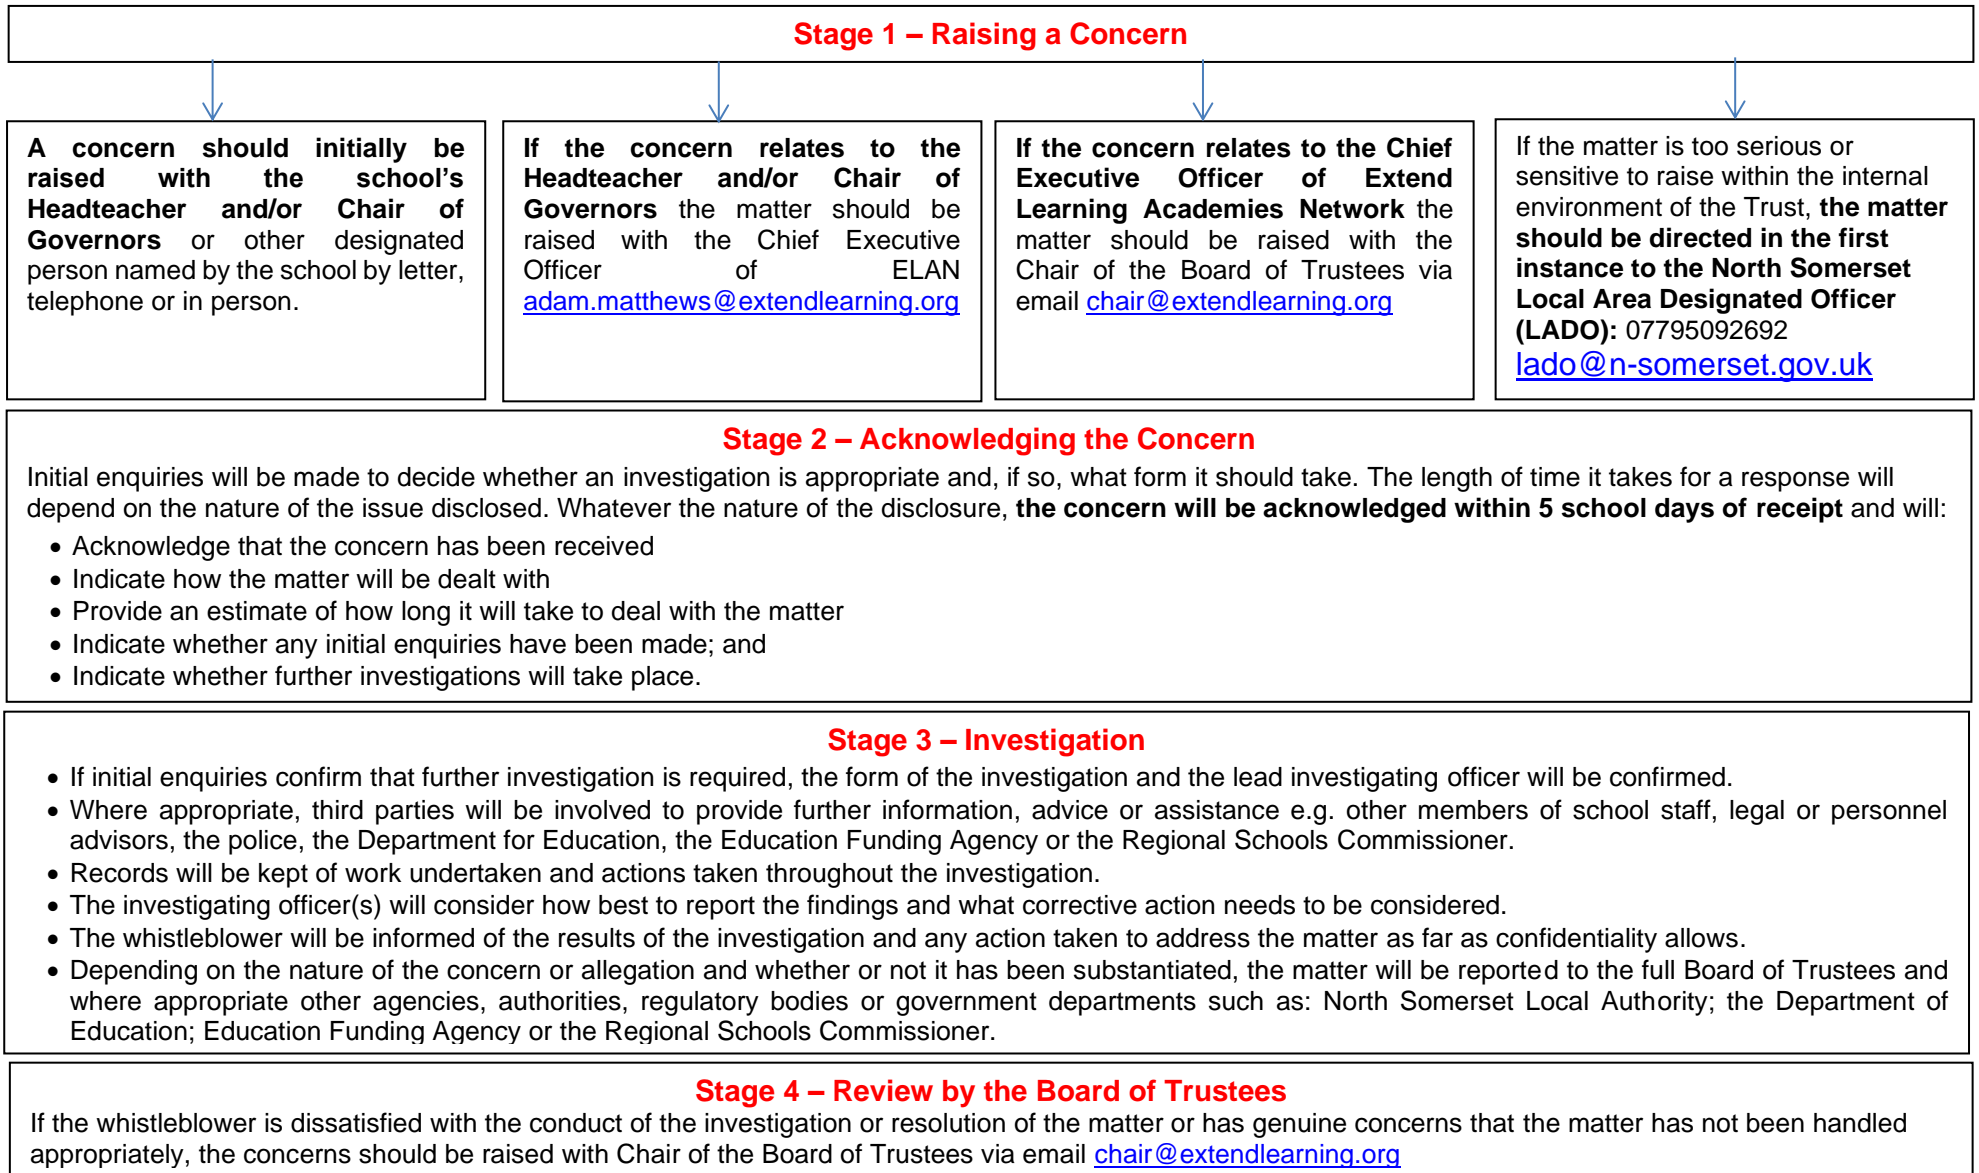 Stage 1 – Raising a Concern
A concern should initially be
raised with the school's
Headteacher and/or Chair of
Governors or other designated
person named by the school by letter,
telephone or in person.
If the concern relates to the
Headteacher and/or Chair of
Governors the matter should be
raised with the Chief Executive
Officer of ELAN
adam.matthews@extendlearning.org
If the concern relates to the Chief
Executive Officer of Extend
Learning Academies Network the
matter should be raised with the
Chair of the Board of Trustees via
email chair@extendlearning.org
If the matter is too serious or
sensitive to raise within the internal
environment of the Trust, the matter
should be directed in the first
instance to the North Somerset
Local Area Designated Officer
(LADO): 07795092692
lado@n-somerset.gov.uk
Stage 2 – Acknowledging the Concern
Initial enquiries will be made to decide whether an investigation is appropriate and, if so, what form it should take. The length of time it takes for a response will
depend on the nature of the issue disclosed. Whatever the nature of the disclosure, the concern will be acknowledged within 5 school days of receipt and will:
• Acknowledge that the concern has been received
• Indicate how the matter will be dealt with
• Provide an estimate of how long it will take to deal with the matter
• Indicate whether any initial enquiries have been made; and
• Indicate whether further investigations will take place.
Stage 3 – Investigation
• If initial enquiries confirm that further investigation is required, the form of the investigation and the lead investigating officer will be confirmed.
• Where appropriate, third parties will be involved to provide further information, advice or assistance e.g. other members of school staff, legal or personnel
advisors, the police, the Department for Education, the Education Funding Agency or the Regional Schools Commissioner.
• Records will be kept of work undertaken and actions taken throughout the investigation.
• The investigating officer(s) will consider how best to report the findings and what corrective action needs to be considered.
• The whistleblower will be informed of the results of the investigation and any action taken to address the matter as far as confidentiality allows.
• Depending on the nature of the concern or allegation and whether or not it has been substantiated, the matter will be reported to the full Board of Trustees and
where appropriate other agencies, authorities, regulatory bodies or government departments such as: North Somerset Local Authority; the Department of
Education; Education Funding Agency or the Regional Schools Commissioner.
Stage 4 – Review by the Board of Trustees
If the whistleblower is dissatisfied with the conduct of the investigation or resolution of the matter or has genuine concerns that the matter has not been handled
appropriately, the concerns should be raised with Chair of the Board of Trustees via email chair@extendlearning.org